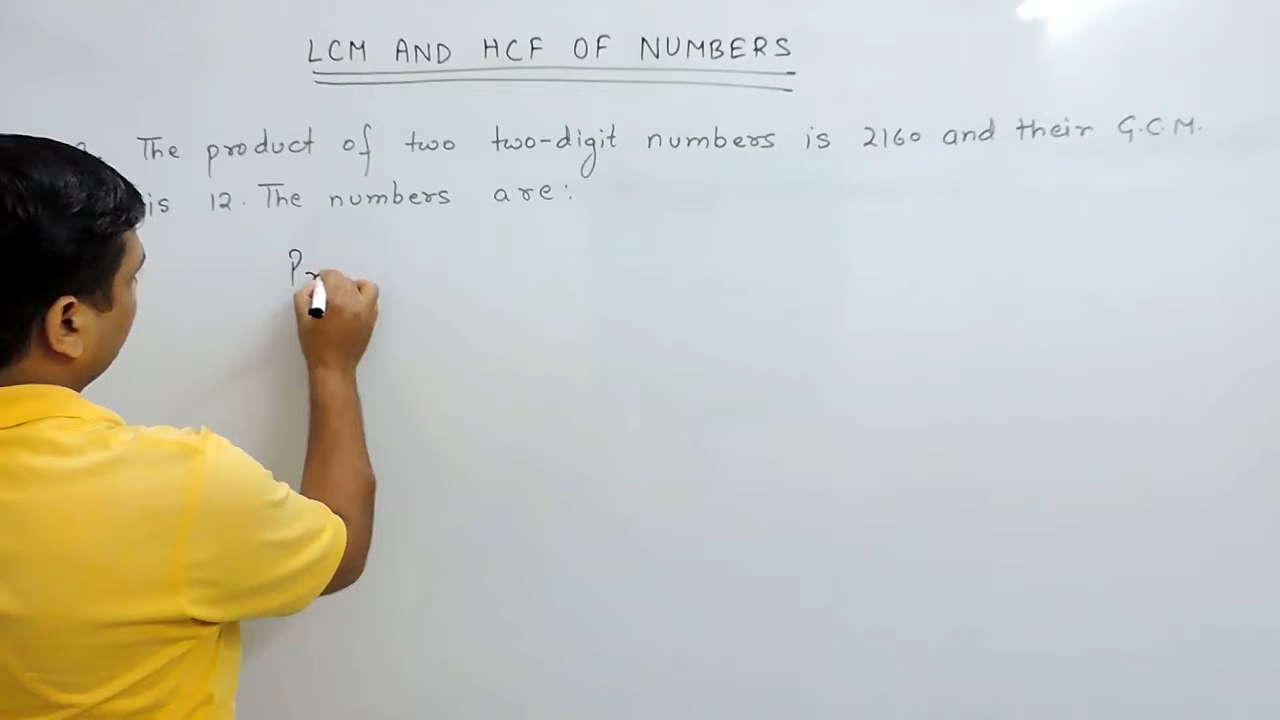 LCM AND HCF OF NUMBERS
The product of two two-digit numbers is 2160 and their G.C.M.
is 12. The numbers are:
Pr